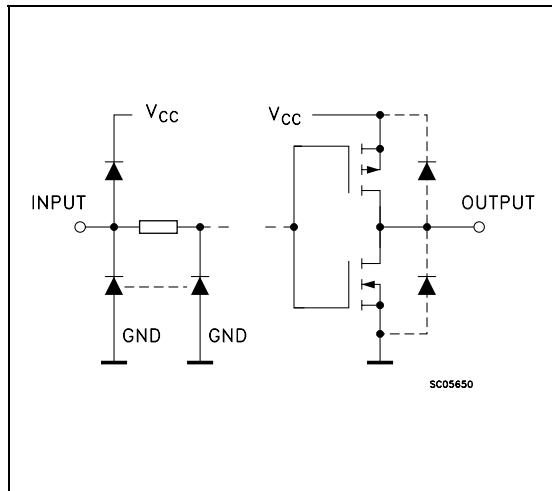 VCC
VCC
INPUT
OUTPUT
GND
GND
SC05650